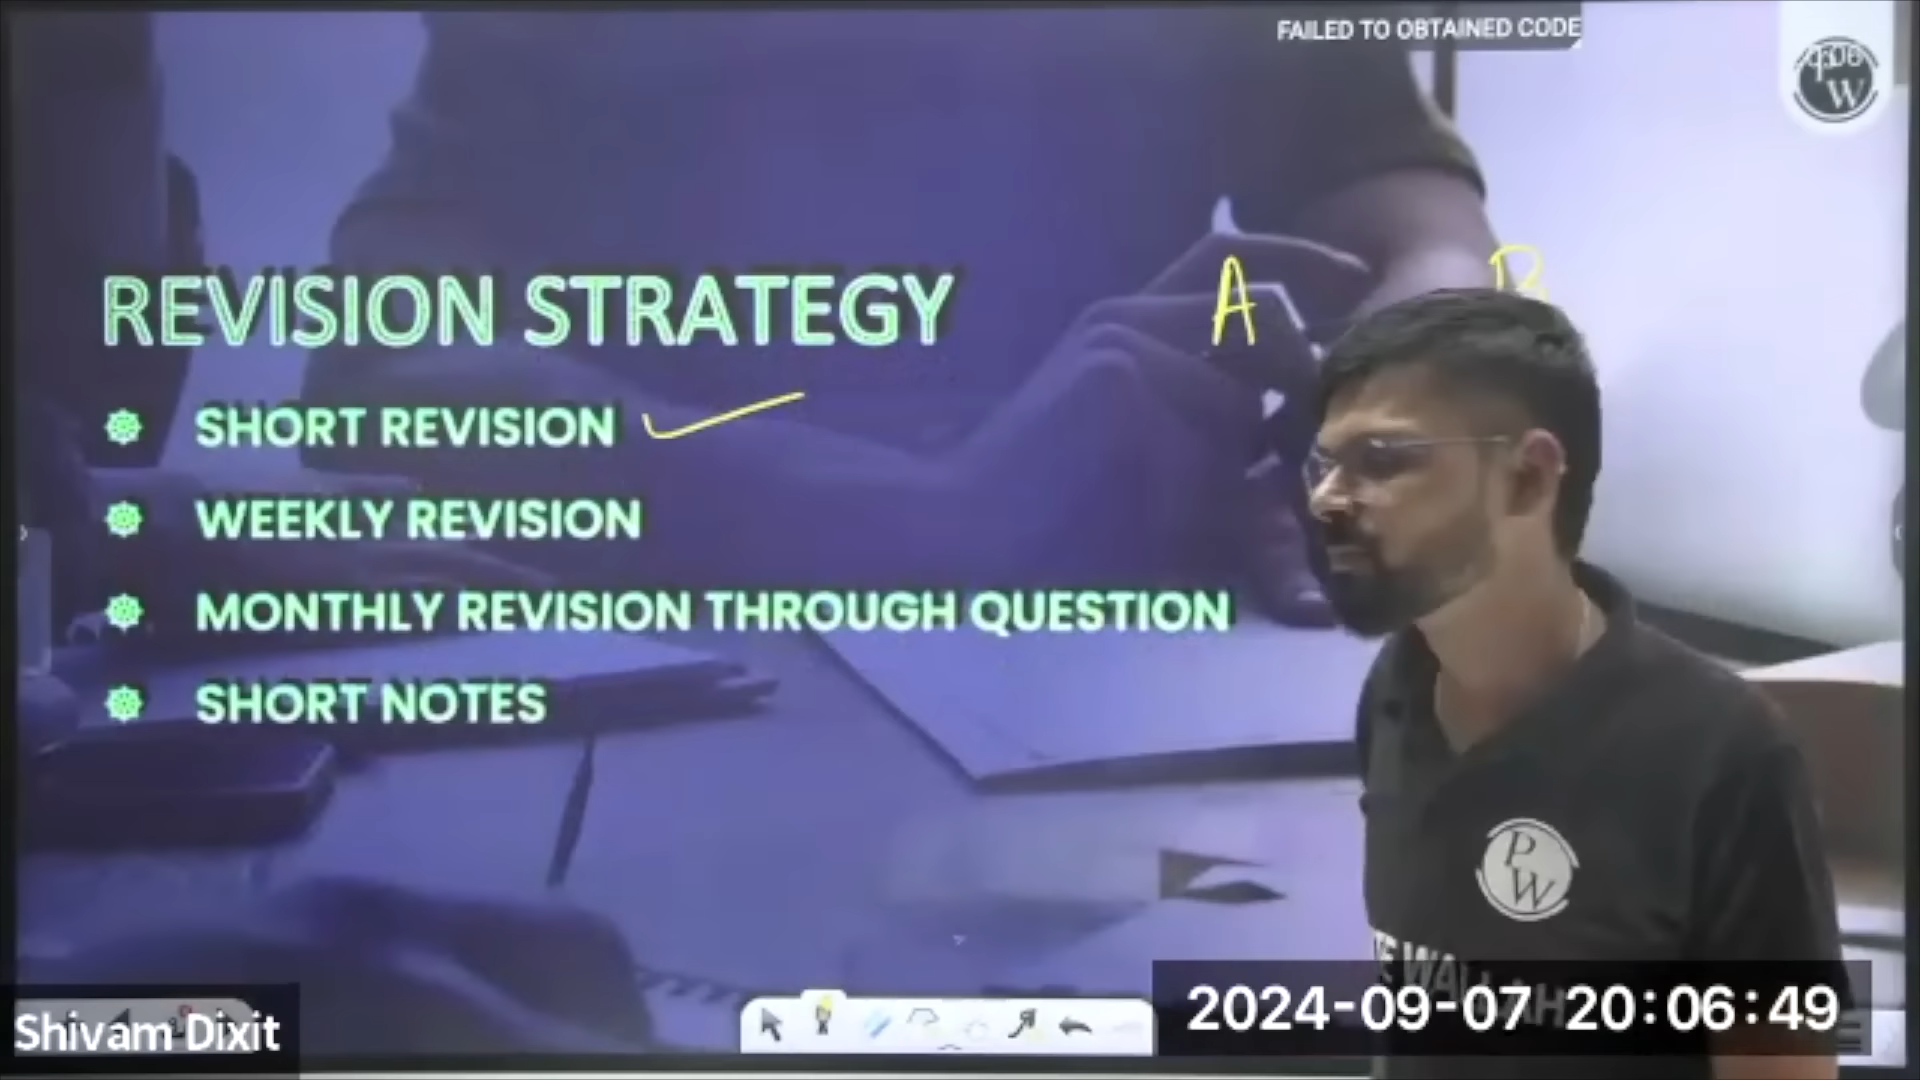 FAILED TO OBTAINED CODE
P
W
REVISION STRATEGY
A
B
SHORT REVISION
WEEKLY REVISION
MONTHLY REVISION THROUGH QUESTION
SHORT NOTES
P
W
WALLAH
Shivam Dixit
2024-09-07 20:06:49